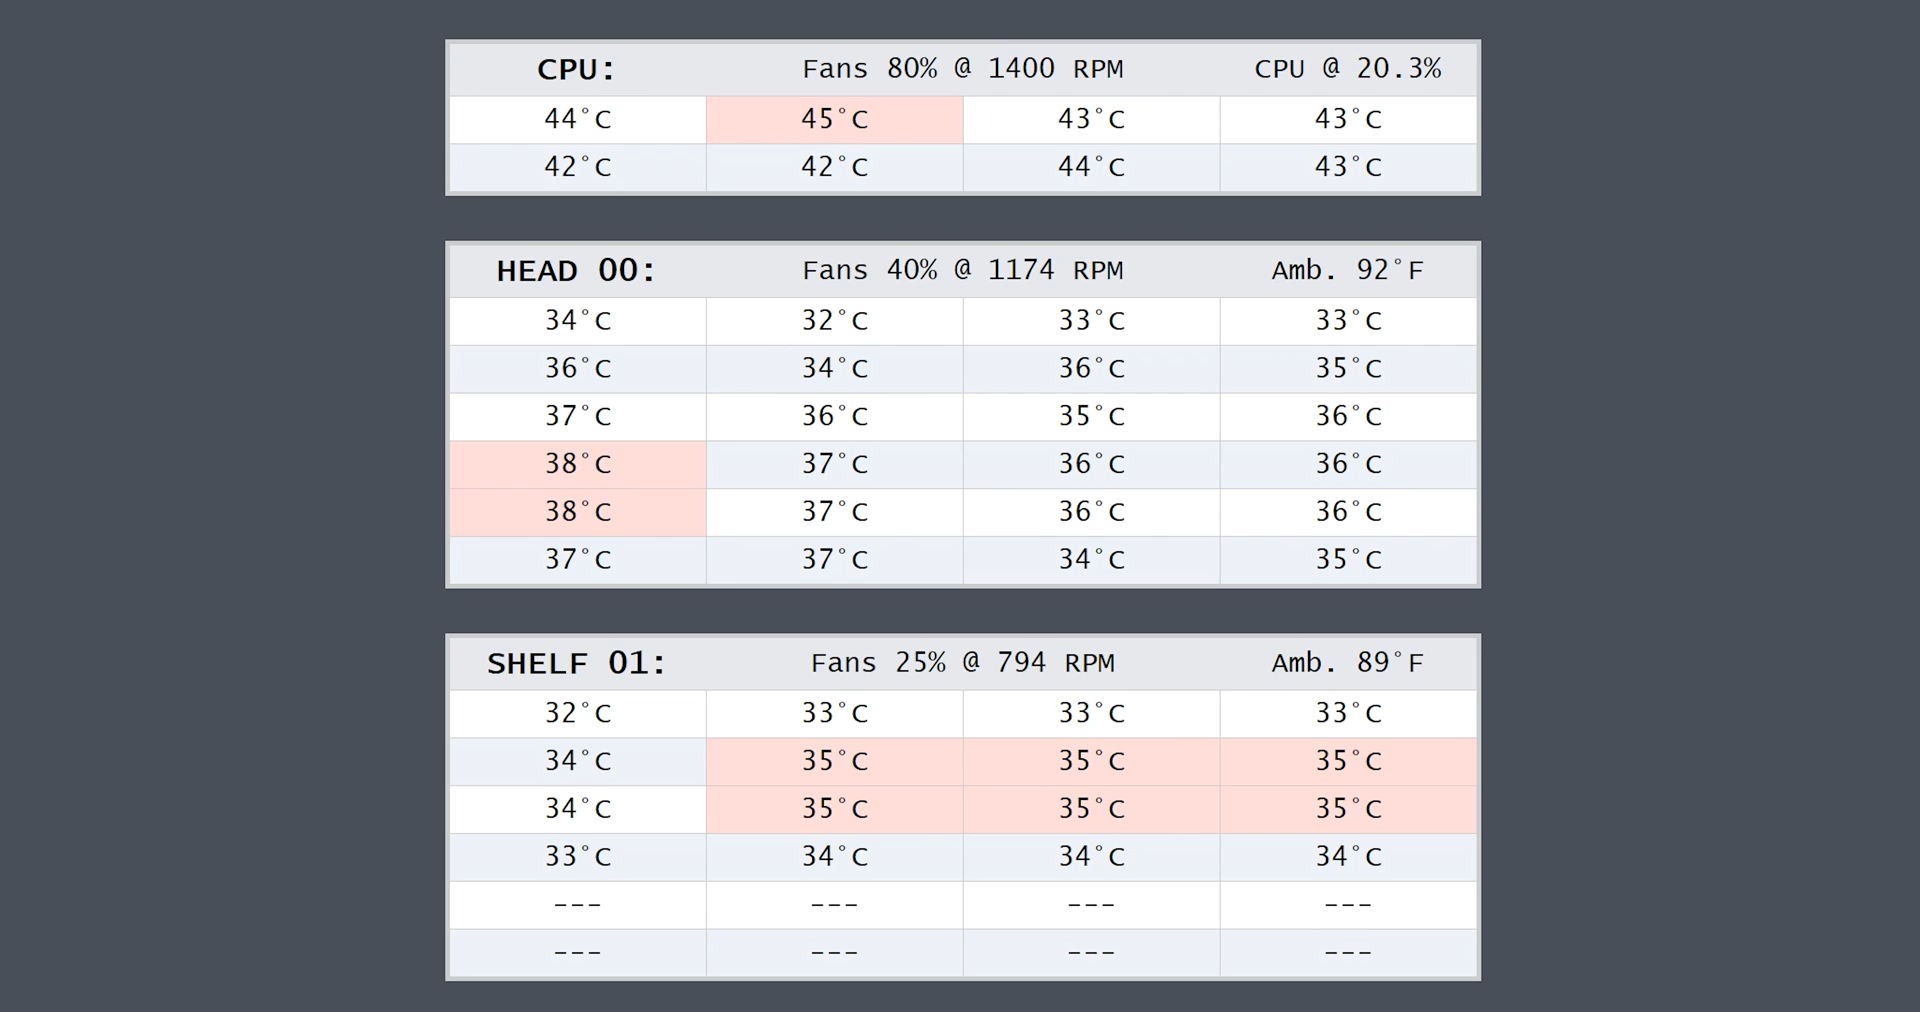 CPU: Fans 80% @ 1400 RPM CPU @ 20.3%
44°C 45°C 43°C 43°C
42°C 42°C 44°C 43°C
HEAD 00: Fans 40% @ 1174 RPM Amb. 92°F
34°C 32°C 33°C 33°C
36°C 34°C 36°C 35°C
37°C 36°C 35°C 36°C
38°C 37°C 36°C 36°C
38°C 37°C 36°C 36°C
37°C 37°C 34°C 35°C
SHELF 01: Fans 25% @ 794 RPM Amb. 89°F
32°C 33°C 33°C 33°C
34°C 35°C 35°C 35°C
34°C 35°C 35°C 35°C
33°C 34°C 34°C 34°C
--- --- --- ---
--- --- --- ---